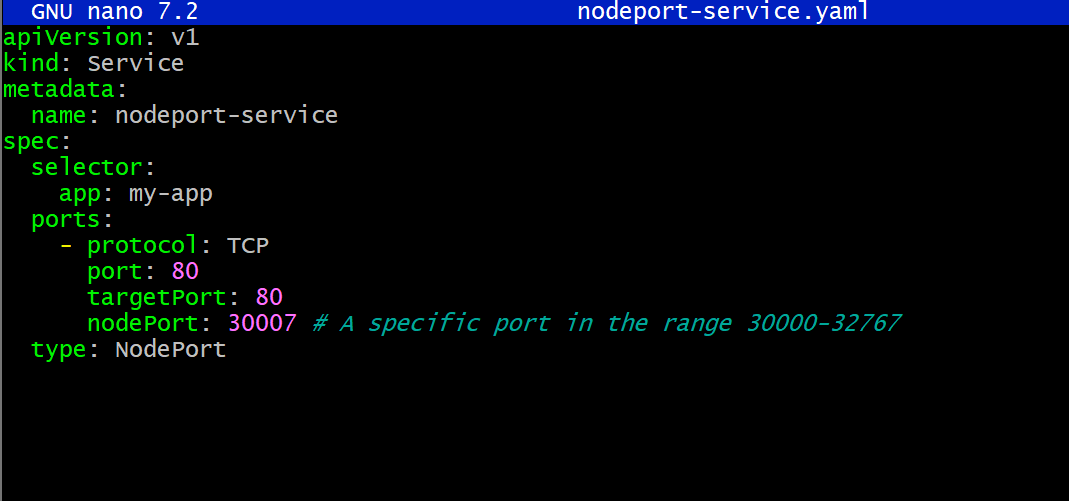 GNU nano 7.2 nodeport-service.yaml
apiVersion: v1
kind: Service
metadata:
  name: nodeport-service
spec:
  selector:
    app: my-app
  ports:
    - protocol: TCP
      port: 80
      targetPort: 80
      nodePort: 30007 # A specific port in the range 30000-32767
  type: NodePort